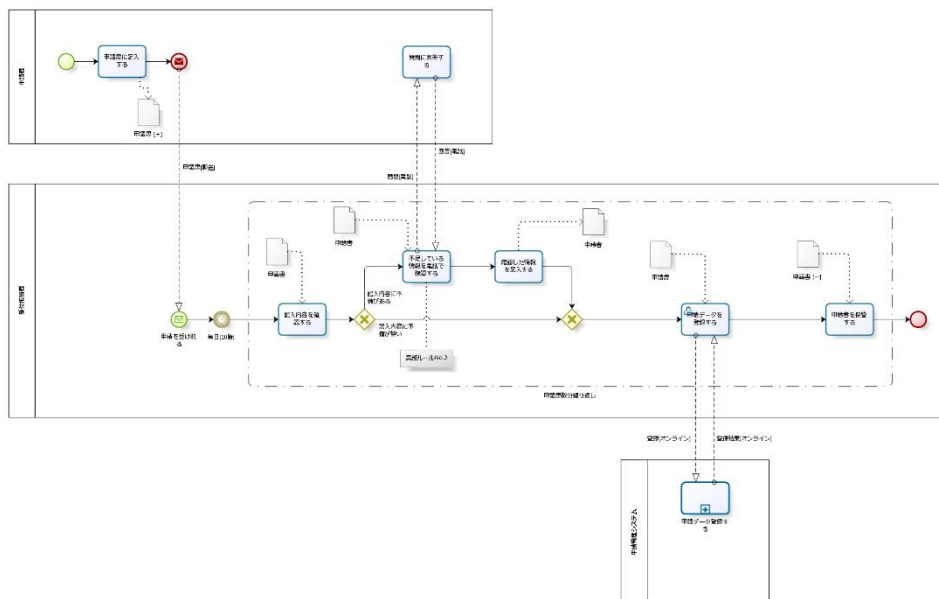 申請者
申請書に記入
する
申請書 [＋]
質問に回答す
る
申請書(郵送)
質問(電話)
回答(電話)
申請書
申請書
申請書
申請書
申請書 [－]
不足している
情報を電話で
確認する
確認した情報
を記入する
記入内容に不
備がある
記入内容に不
備が無い
申請を受付け
る
毎日(10時)
記入内容を確
認する
申請データを
登録する
申請書を保管
する
業務ルールNo.2
申請書数分繰り返し
登録(オンライン)
登録結果(オンライン)
申請管理システム
申請データ登録す
る